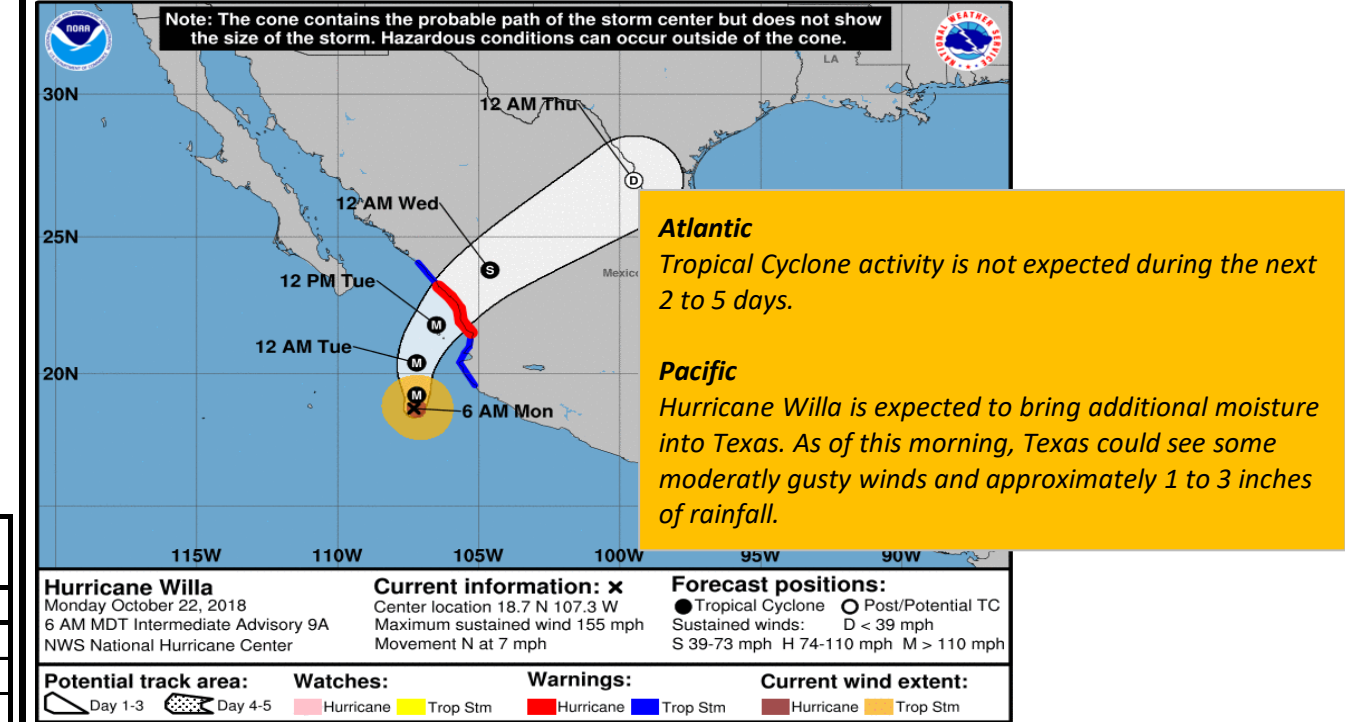 Note: The cone contains the probable path of the storm center but does not show
the size of the storm. Hazardous conditions can occur outside of the cone.
NOAA
NATIONAL WEATHER SERVICE
LA
30N
12 AM Thu
D
12 AM Wed
25N
S
Mexico
12 PM Tue
M
12 AM Tue
M
20N
M
6 AM Mon
Atlantic
Tropical Cyclone activity is not expected during the next
2 to 5 days.
Pacific
Hurricane Willa is expected to bring additional moisture
into Texas. As of this morning, Texas could see some
moderatly gusty winds and approximately 1 to 3 inches
of rainfall.
115W 110W 105W 100W 95W 90W
Hurricane Willa
Monday October 22, 2018
6 AM MDT Intermediate Advisory 9A
NWS National Hurricane Center
Current information: ×
Center location 18.7 N 107.3 W
Maximum sustained wind 155 mph
Movement N at 7 mph
Forecast positions:
● Tropical Cyclone O Post/Potential TC
Sustained winds: D < 39 mph
S 39-73 mph H 74-110 mph M > 110 mph
Potential track area:
Day 1-3 Day 4-5
Watches:
Hurricane Trop Stm
Warnings:
Hurricane Trop Stm
Current wind extent:
Hurricane Trop Stm